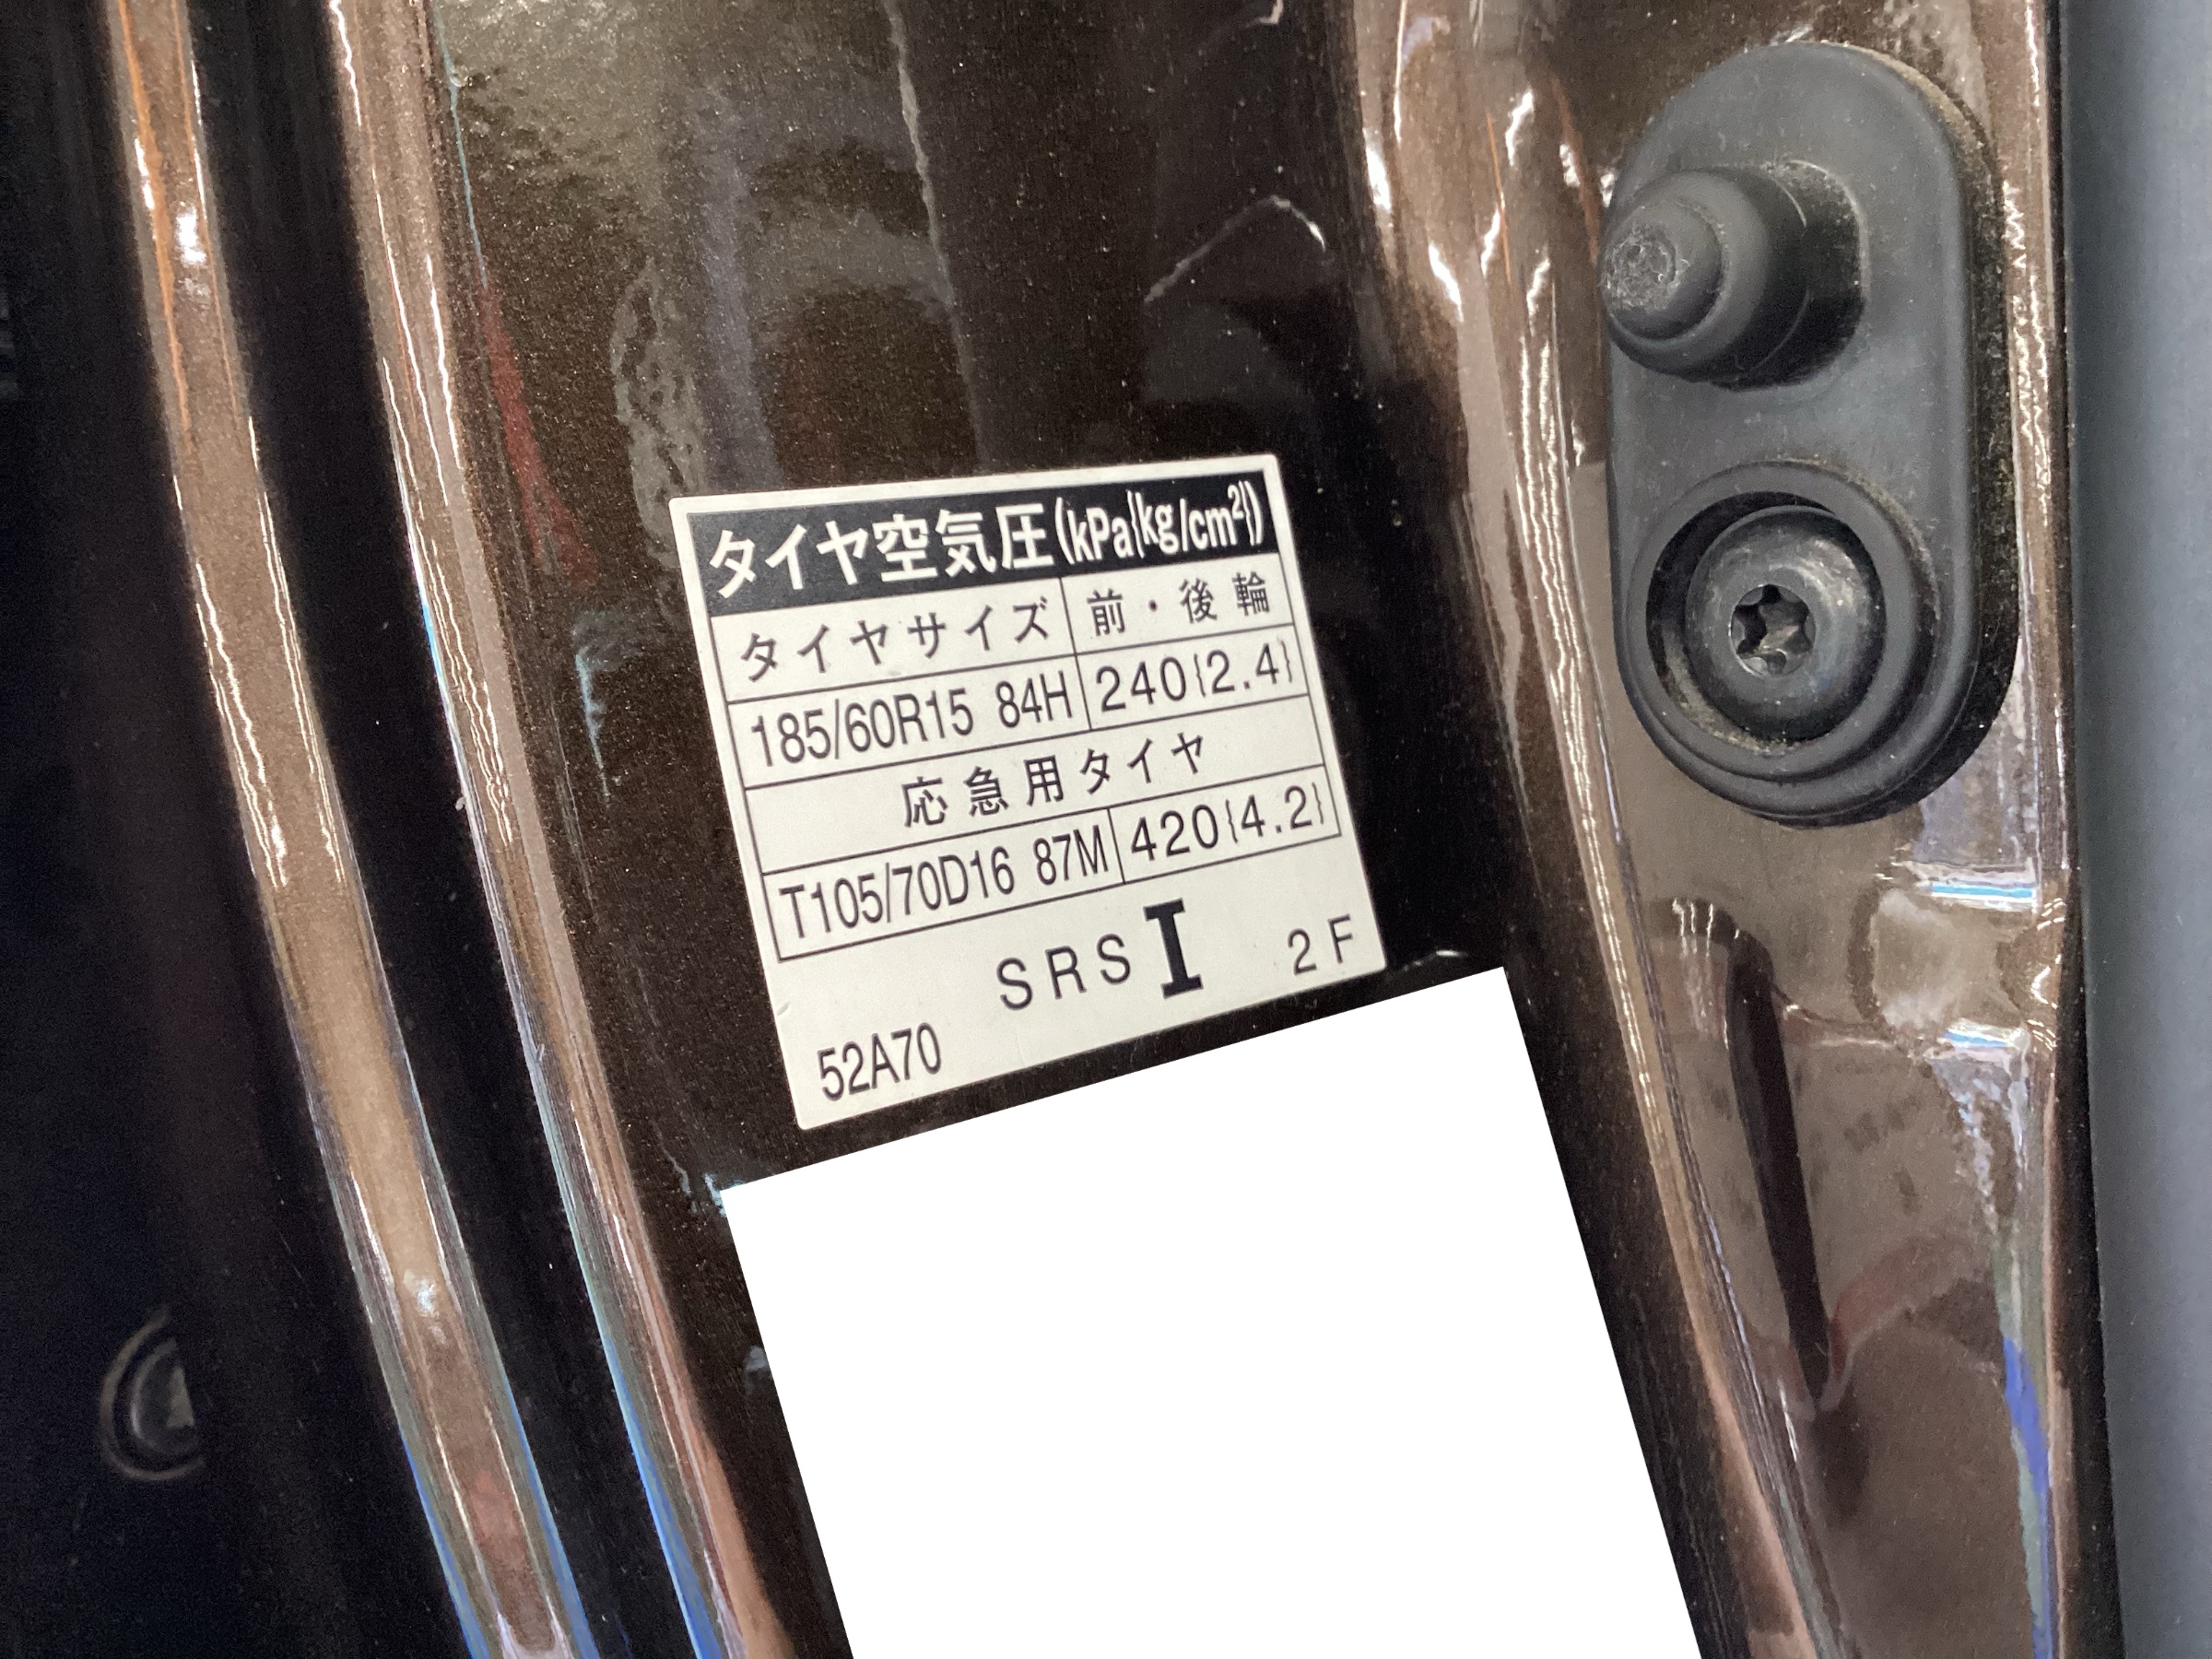 タイヤ空気圧(kPa{kg/cm²})
タイヤサイズ 前・後輪
185/60R15 84H 240{2.4}
応急用タイヤ
T105/70D16 87M 420{4.2}
SRS I 2F
52A70